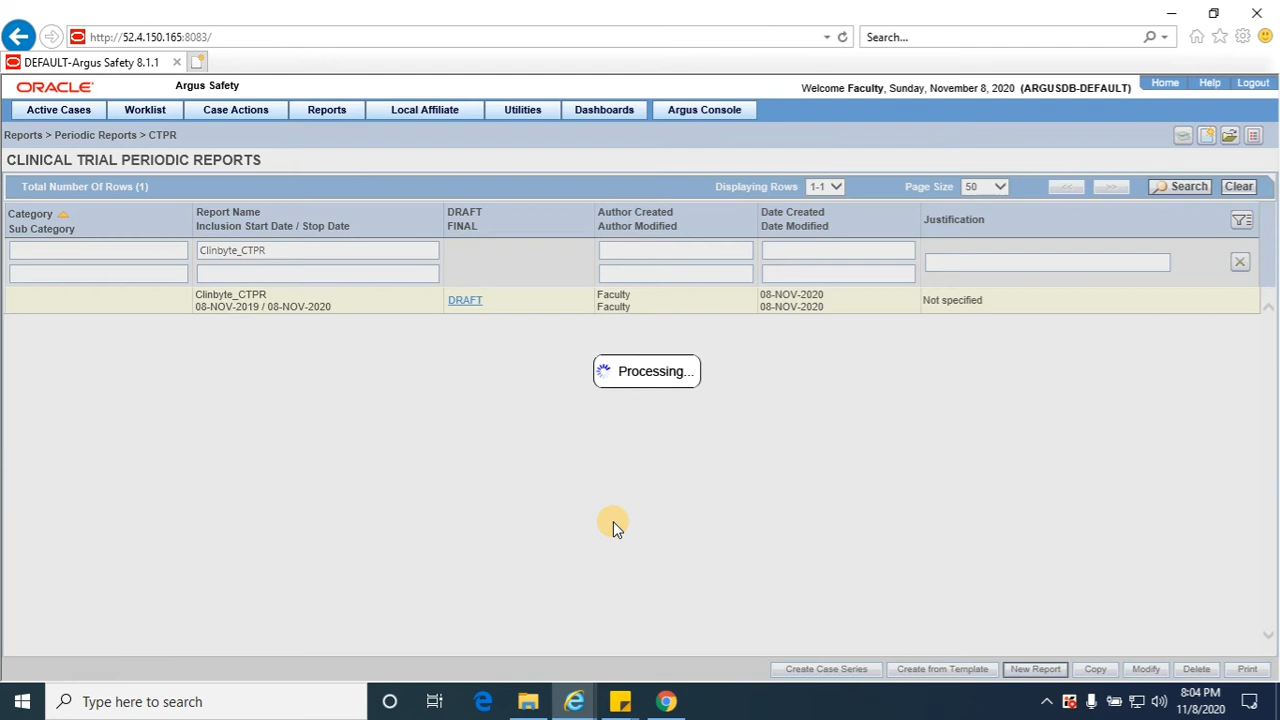 http://52.4.150.165:8083/
Search...
DEFAULT-Argus Safety 8.1.1
ORACLE
Argus Safety
Welcome Faculty, Sunday, November 8, 2020 (ARGUSDB-DEFAULT)
Home
Help
Logout
Active Cases
Worklist
Case Actions
Reports
Local Affiliate
Utilities
Dashboards
Argus Console
Reports > Periodic Reports > CTPR
CLINICAL TRIAL PERIODIC REPORTS
Total Number Of Rows (1)
Displaying Rows
1-1
Page Size
50
<<
>>
Search
Clear
Category
Sub Category
Report Name
Inclusion Start Date / Stop Date
DRAFT
FINAL
Author Created
Author Modified
Date Created
Date Modified
Justification
Clinbyte_CTPR
Clinbyte_CTPR
08-NOV-2019 / 08-NOV-2020
DRAFT
Faculty
Faculty
08-NOV-2020
08-NOV-2020
Not specified
Processing...
Create Case Series
Create from Template
New Report
Copy
Modify
Delete
Print
Type here to search
8:04 PM
11/8/2020